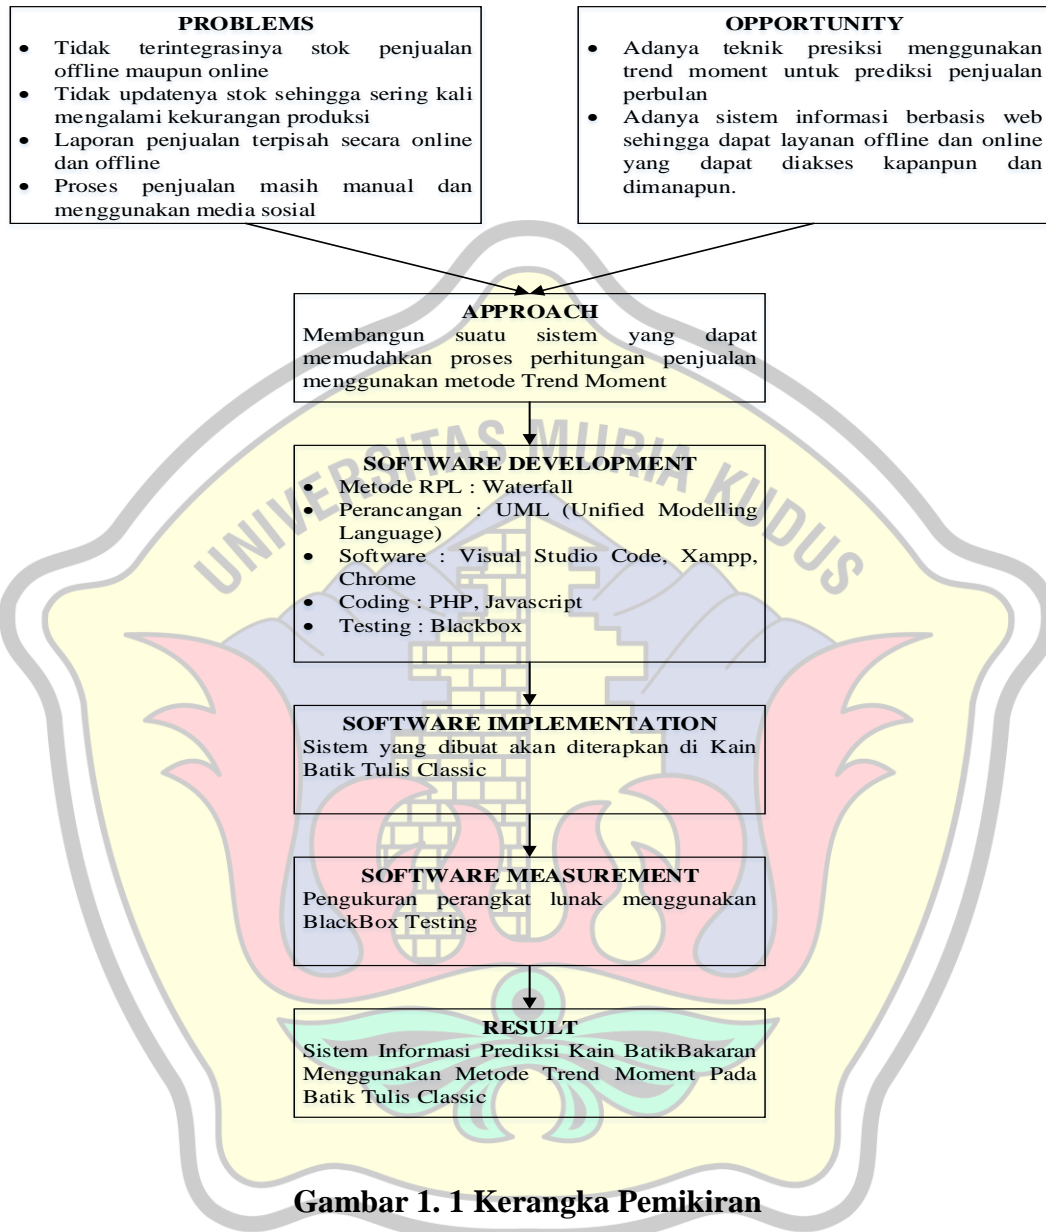 PROBLEMS
• Tidak terintegrasinya stok penjualan
offline maupun online
• Tidak updatenya stok sehingga sering kali
mengalami kekurangan produksi
• Laporan penjualan terpisah secara online
dan offline
• Proses penjualan masih manual dan
menggunakan media sosial
OPPORTUNITY
• Adanya teknik presiksi menggunakan
trend moment untuk prediksi penjualan
perbulan
• Adanya sistem informasi berbasis web
sehingga dapat layanan offline dan online
yang dapat diakses kapanpun dan
dimanapun.
APPROACH
Membangun suatu sistem yang dapat
memudahkan proses perhitungan penjualan
menggunakan metode Trend Moment
UNIVERSITAS MURIA KUDUS
SOFTWARE DEVELOPMENT
• Metode RPL : Waterfall
• Perancangan : UML (Unified Modelling
Language)
• Software : Visual Studio Code, Xampp,
Chrome
• Coding : PHP, Javascript
• Testing : Blackbox
SOFTWARE IMPLEMENTATION
Sistem yang dibuat akan diterapkan di Kain
Batik Tulis Classic
SOFTWARE MEASUREMENT
Pengukuran perangkat lunak menggunakan
BlackBox Testing
RESULT
Sistem Informasi Prediksi Kain BatikBakaran
Menggunakan Metode Trend Moment Pada
Batik Tulis Classic
Gambar 1. 1 Kerangka Pemikiran